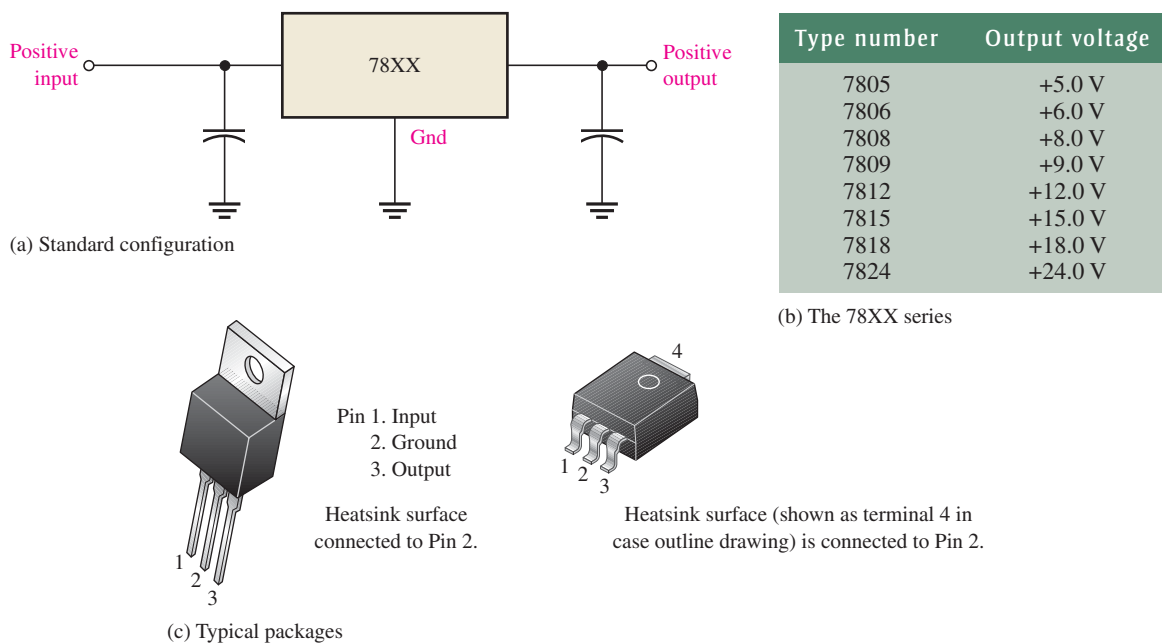 Positive
input
78XX
Gnd
Positive
output
(a) Standard configuration
Type number Output voltage
7805 +5.0 V
7806 +6.0 V
7808 +8.0 V
7809 +9.0 V
7812 +12.0 V
7815 +15.0 V
7818 +18.0 V
7824 +24.0 V
(b) The 78XX series
1
2
3
Pin 1. Input
2. Ground
3. Output
Heatsink surface
connected to Pin 2.
4
1
2
3
Heatsink surface (shown as terminal 4 in
case outline drawing) is connected to Pin 2.
(c) Typical packages